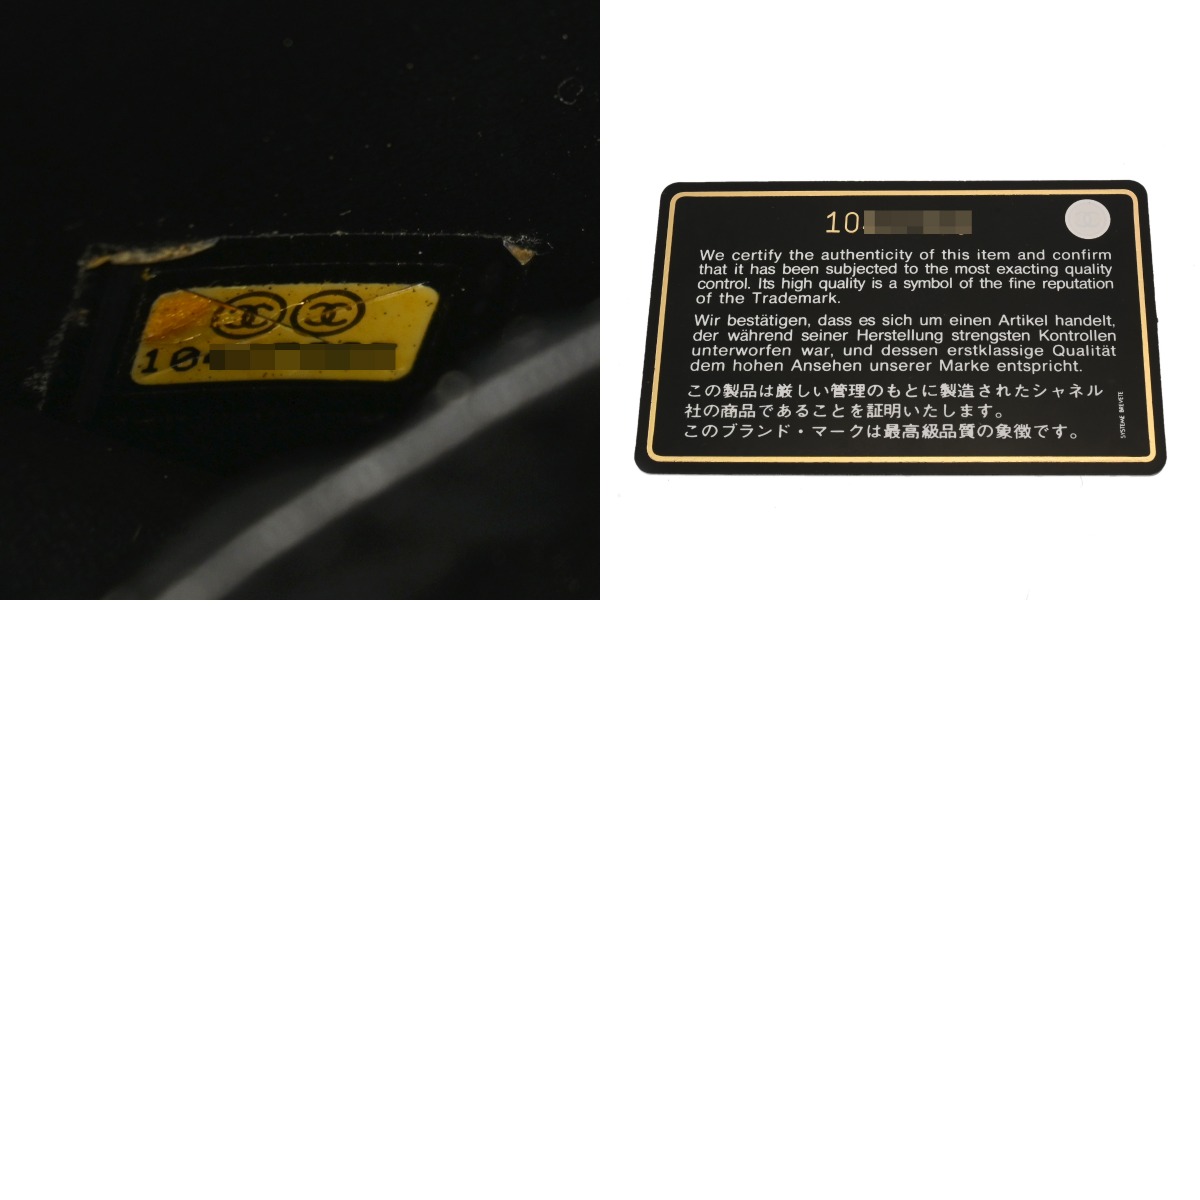 10
10
We certify the authenticity of this item and confirm
that it has been subjected to the most exacting quality
control. Its high quality is a symbol of the fine reputation
of the Trademark.
Wir bestätigen, dass es sich um einen Artikel handelt,
der während seiner Herstellung strengsten Kontrollen
unterworfen war, und dessen erstklassige Qualität
dem hohen Ansehen unserer Marke entspricht.
この製品は厳しい管理のもとに製造されたシャネル
社の商品であることを証明いたします。
このブランド・マークは最高級品質の象徴です。
SYSTEME BREVETE